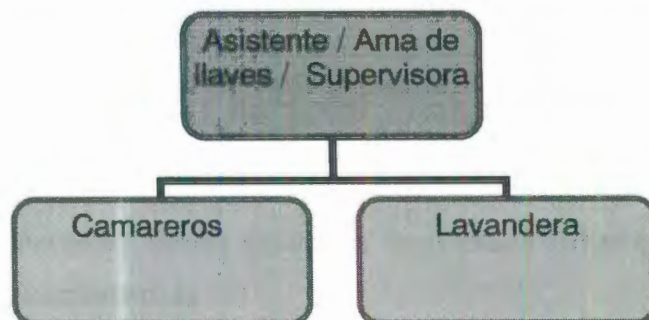 Asistente / Ama de
llaves / Supervisora
Camareros
Lavandera